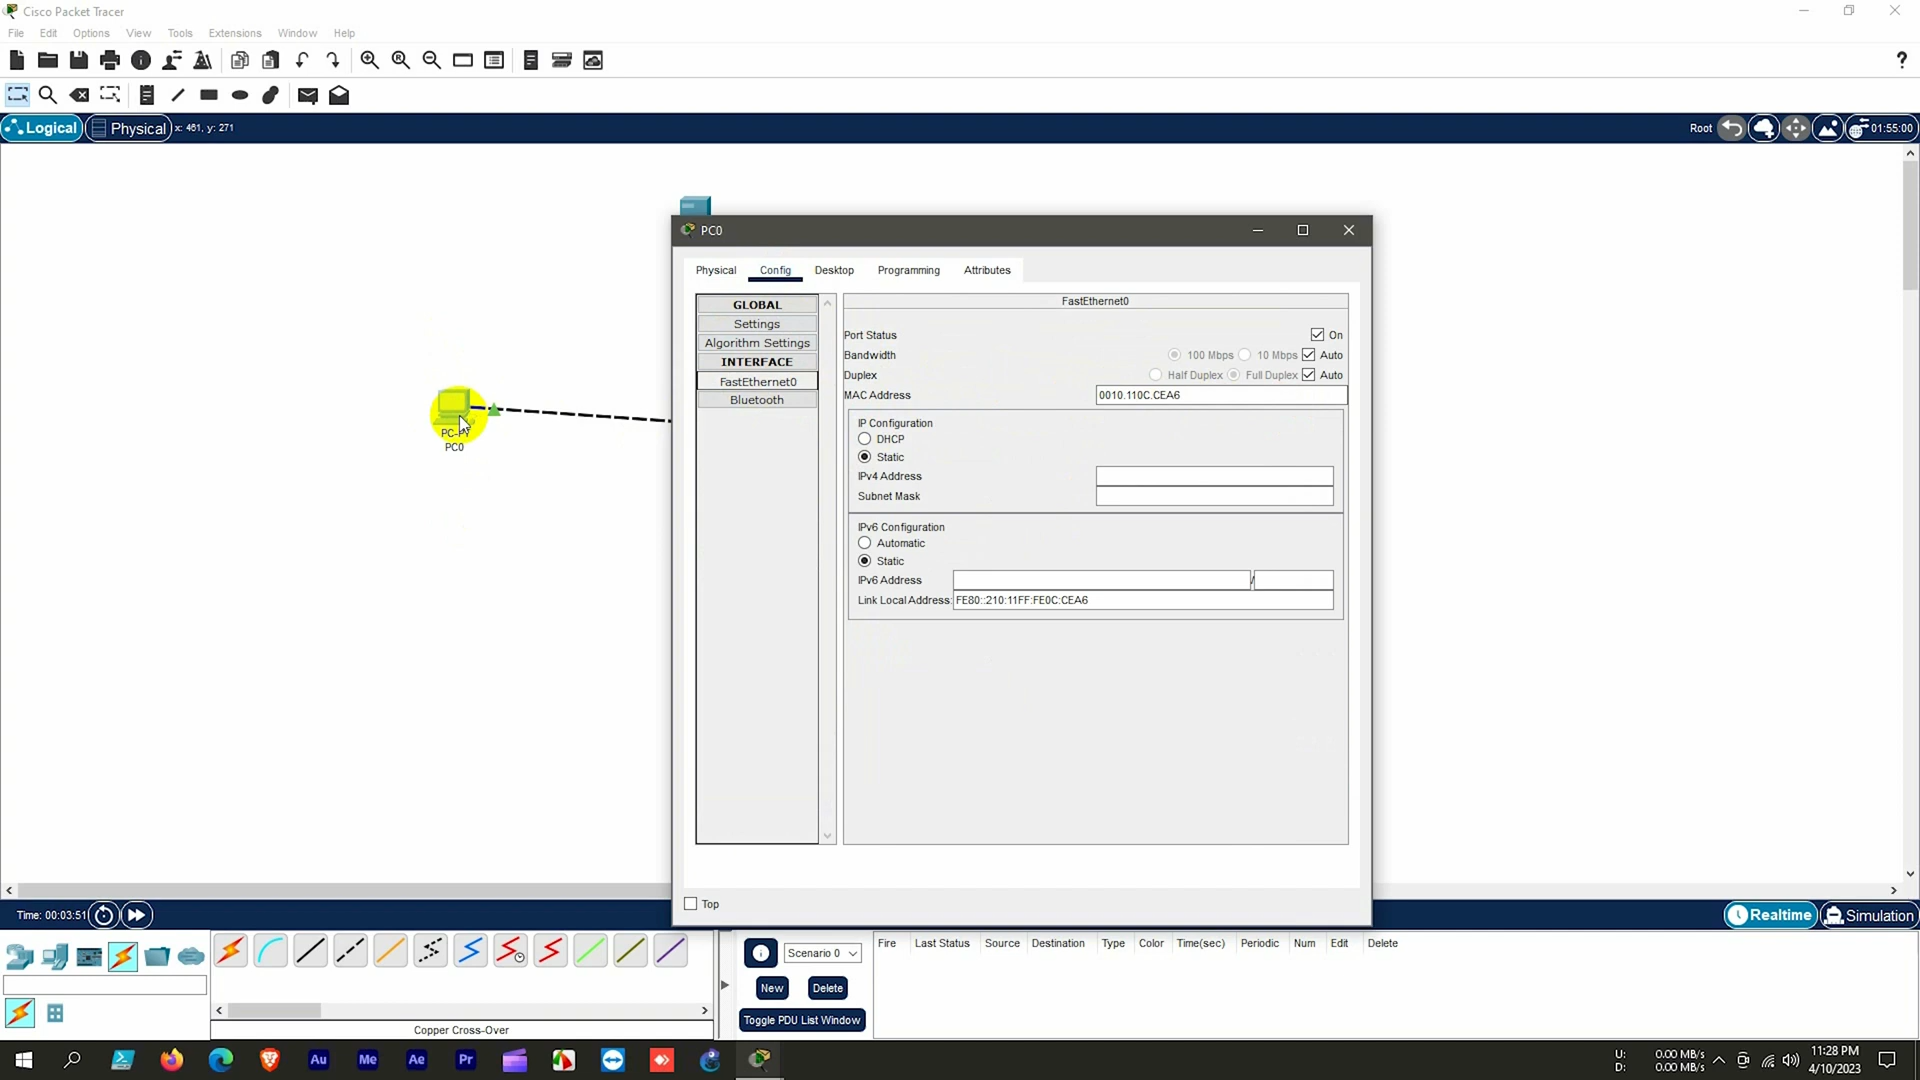 Cisco Packet Tracer
File Edit Options View Tools Extensions Window Help
?
Logical Physical x: 461, y: 271 Root 01:55:00
PC0
Physical Config Desktop Programming Attributes
GLOBAL
Settings
Algorithm Settings
INTERFACE
FastEthernet0
Bluetooth
FastEthernet0
Port Status On
Bandwidth 100 Mbps 10 Mbps Auto
Duplex Half Duplex Full Duplex Auto
MAC Address 0010.110C.CEA6
IP Configuration
DHCP
Static
IPv4 Address
Subnet Mask
IPv6 Configuration
Automatic
Static
IPv6 Address /
Link Local Address: FE80::210:11FF:FE0C:CEA6
Top
PC0
Time: 00:03:51 Realtime Simulation
Scenario 0
New Delete
Toggle PDU List Window
Fire Last Status Source Destination Type Color Time(sec) Periodic Num Edit Delete
Copper Cross-Over
Au Me Ae Pr
U: 0.00 MB/s
D: 0.00 MB/s
11:28 PM
4/10/2023